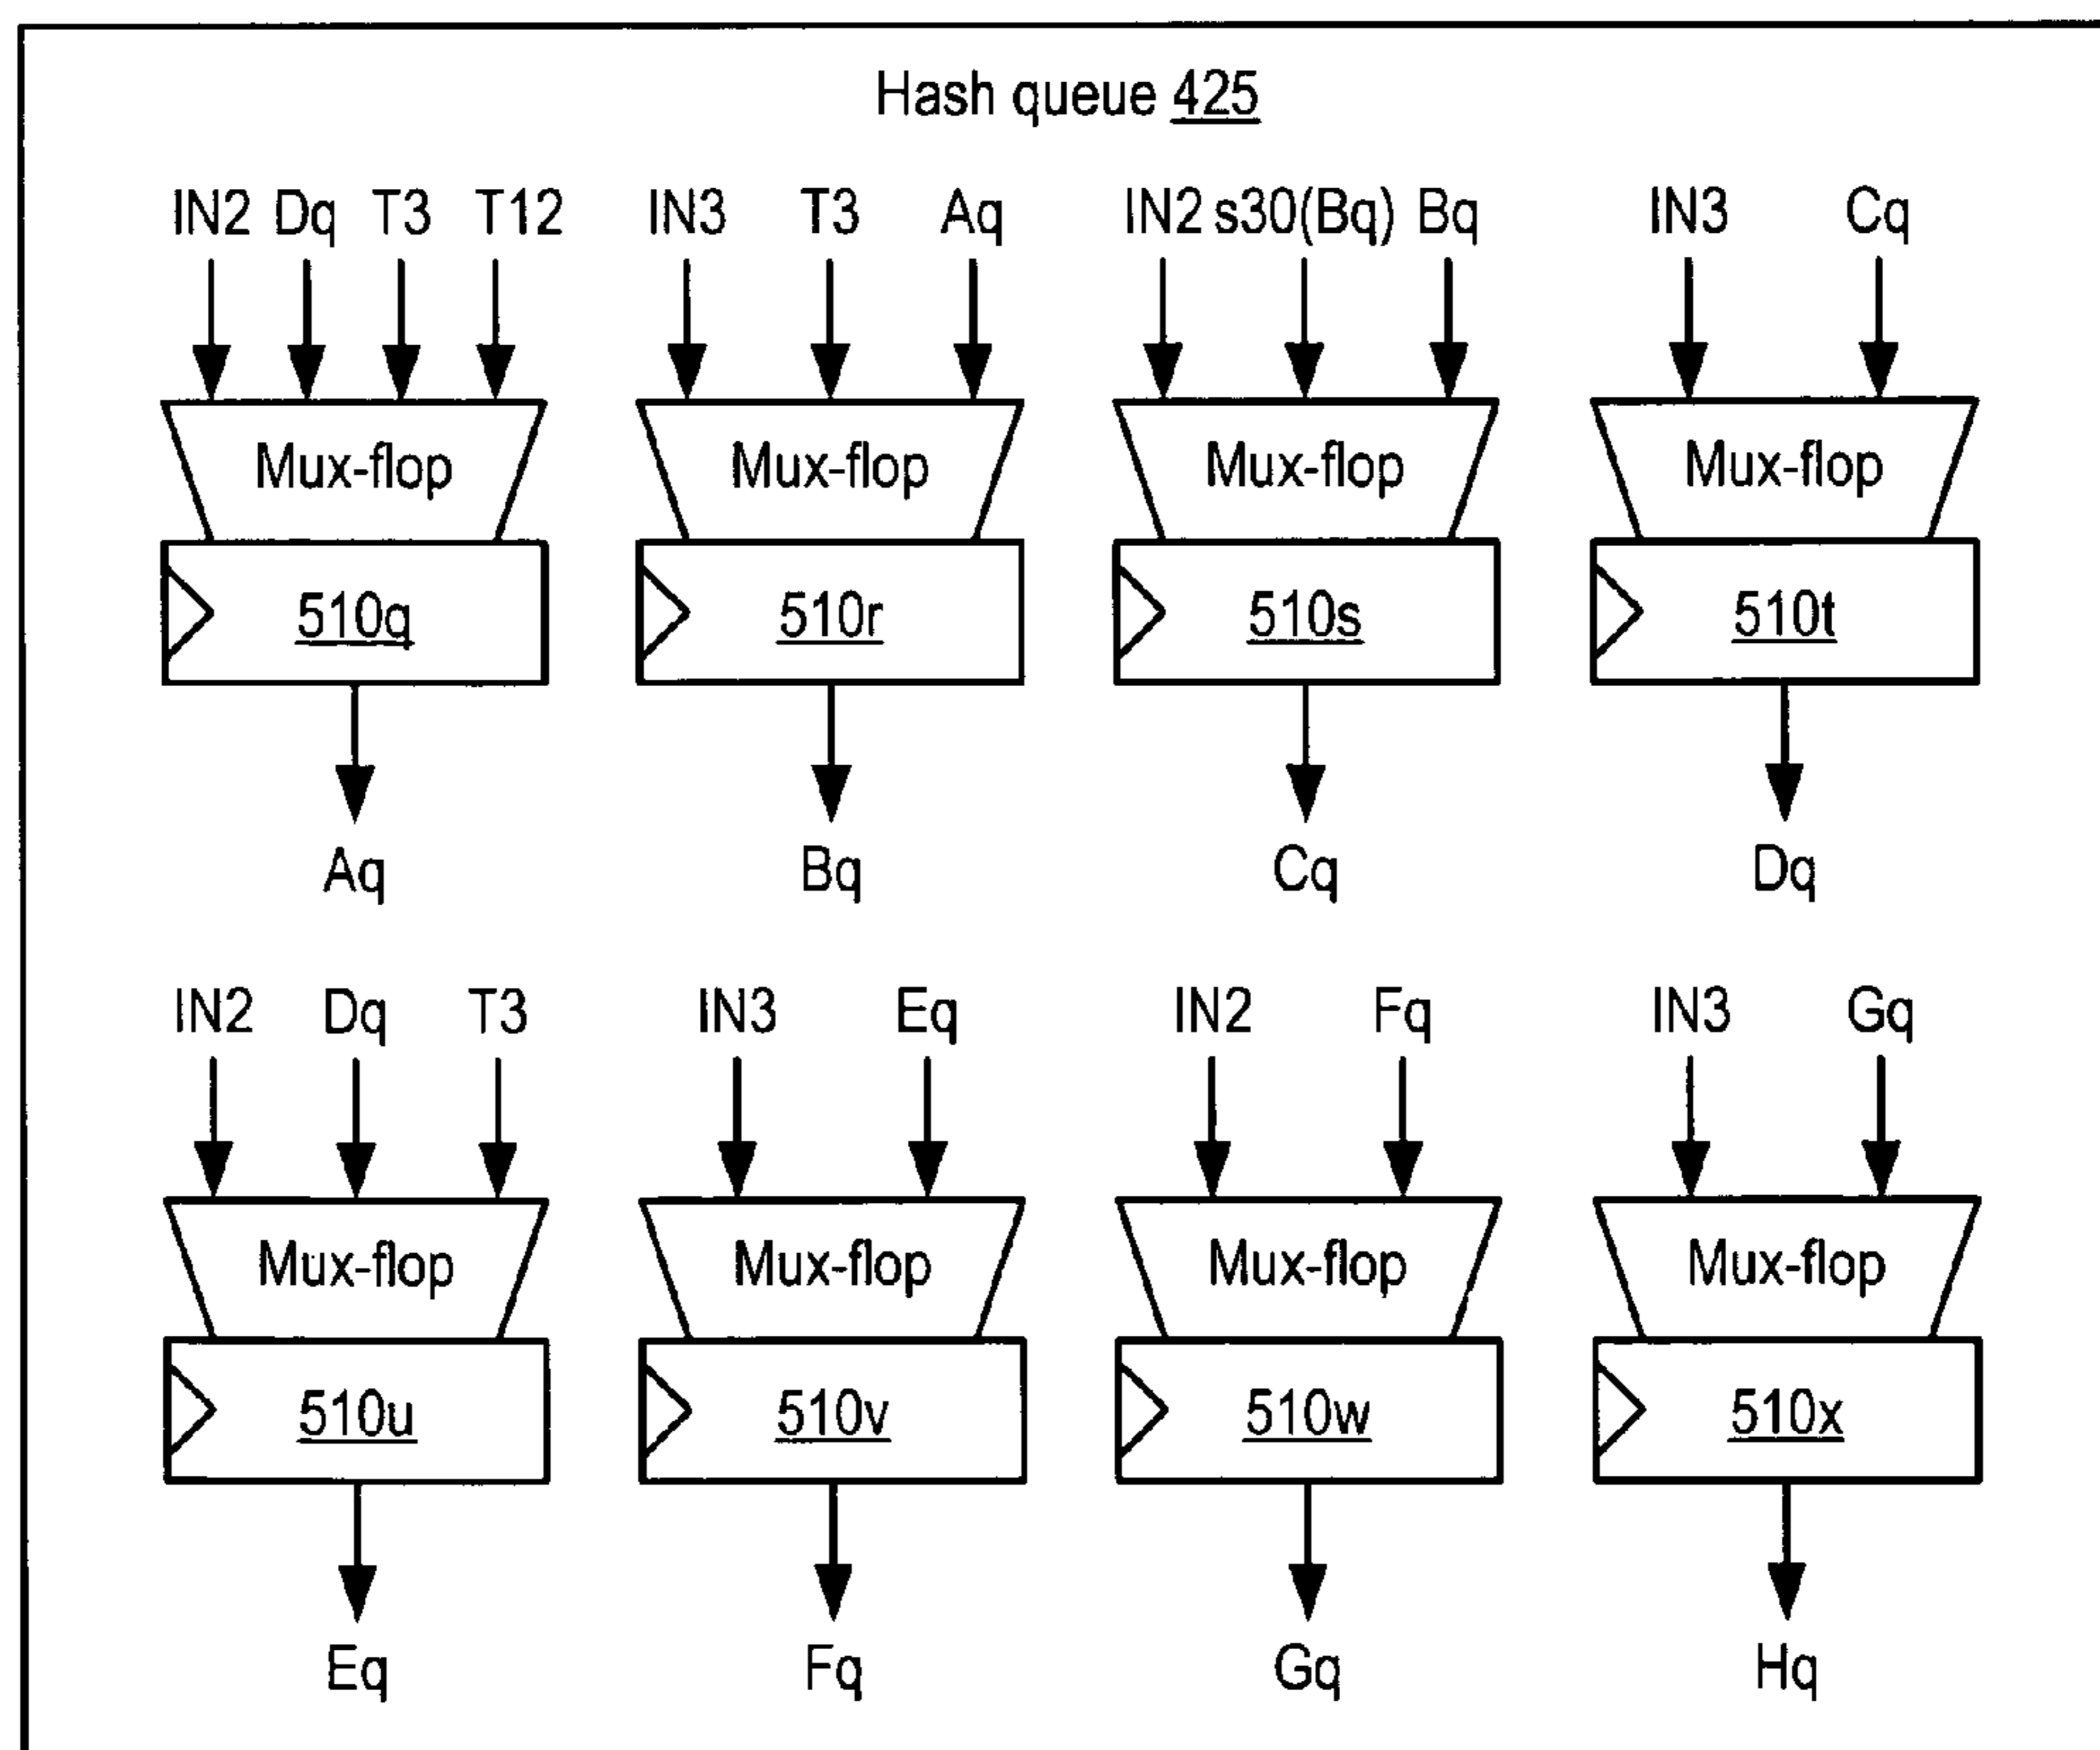 Hash queue 425
IN2 Dq T3 T12 IN3 T3 Aq IN2 s30(Bq) Bq IN3 Cq
Mux-flop Mux-flop Mux-flop Mux-flop
510q 510r 510s 510t
Aq Bq Cq Dq
IN2 Dq T3 IN3 Eq IN2 Fq IN3 Gq
Mux-flop Mux-flop Mux-flop Mux-flop
510u 510v 510w 510x
Eq Fq Gq Hq